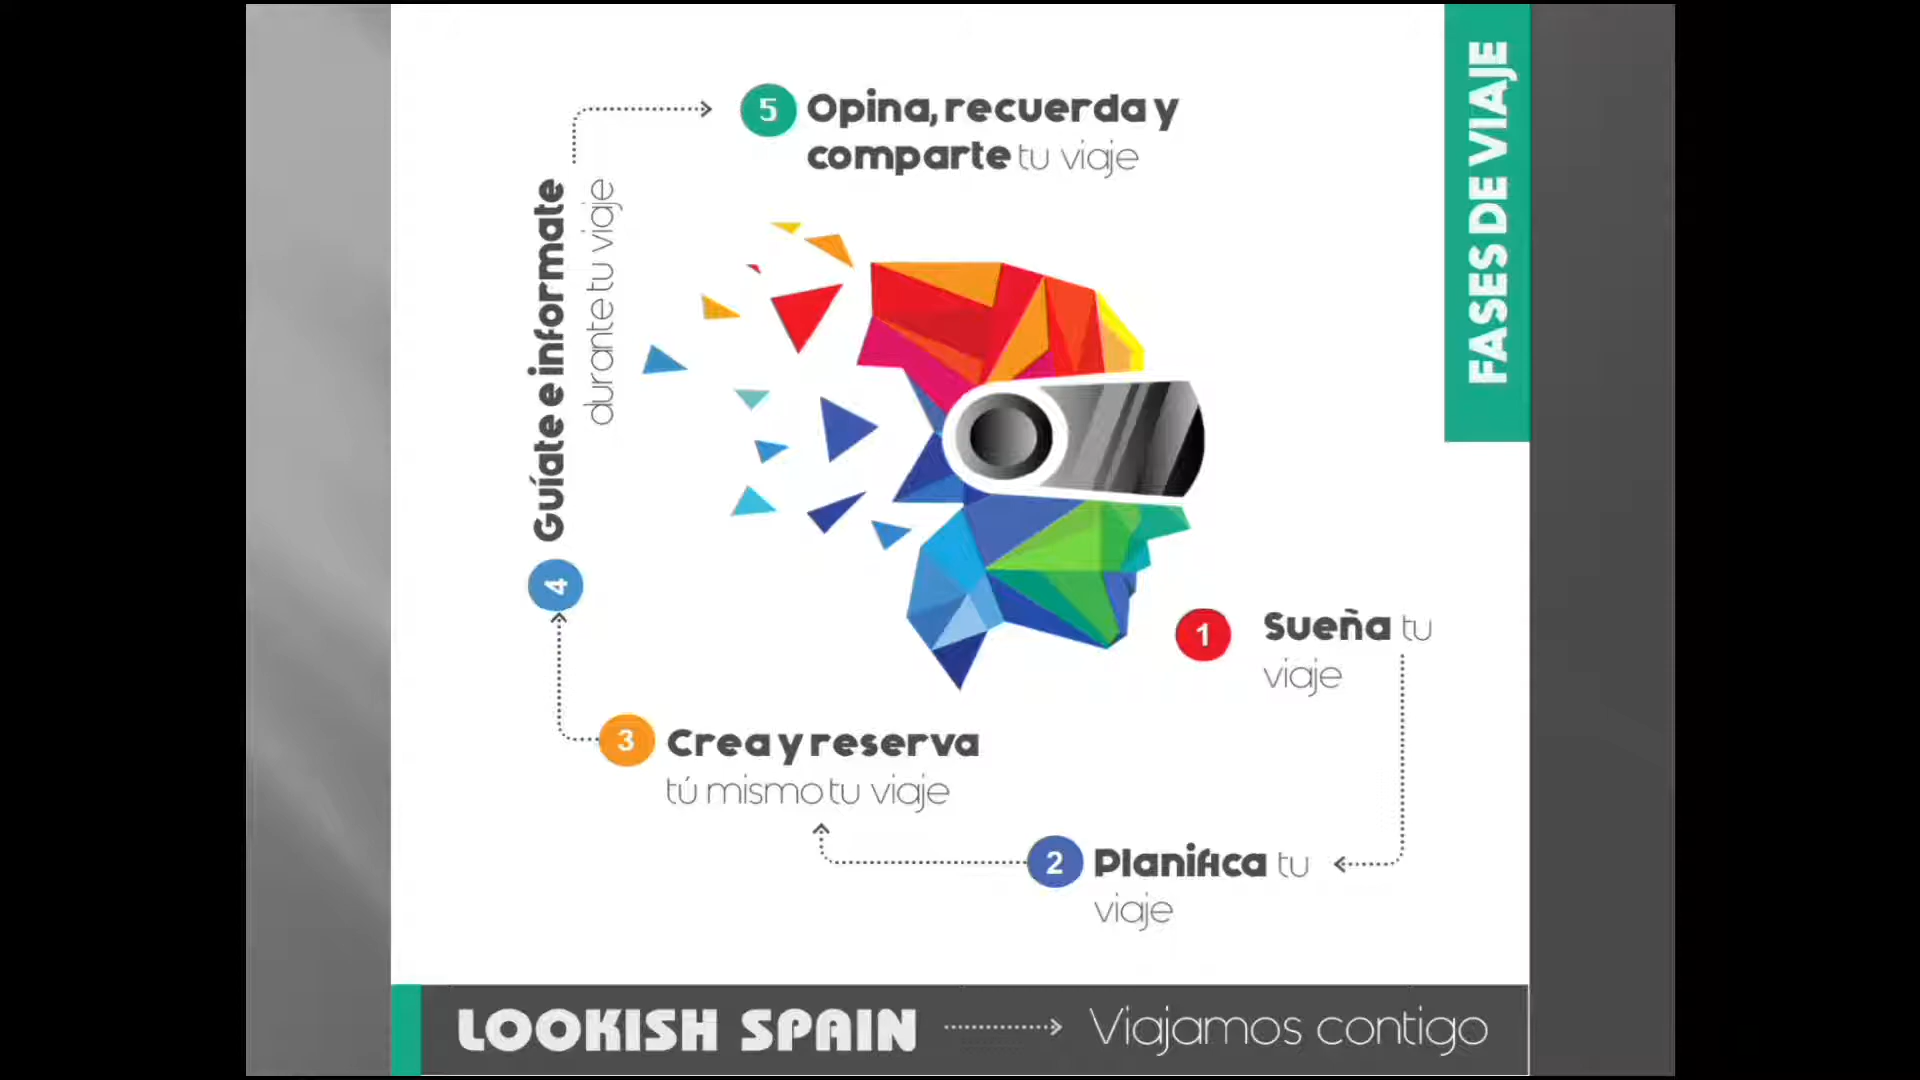 FASES DE VIAJE
1
Sueña tu
viaje
2
Planifica tu
viaje
3
Crea y reserva
tú mismo tu viaje
4
Guíate e informate
durante tu viaje
5
Opina, recuerda y
comparte tu viaje
LOOKISH SPAIN
Viajamos contigo